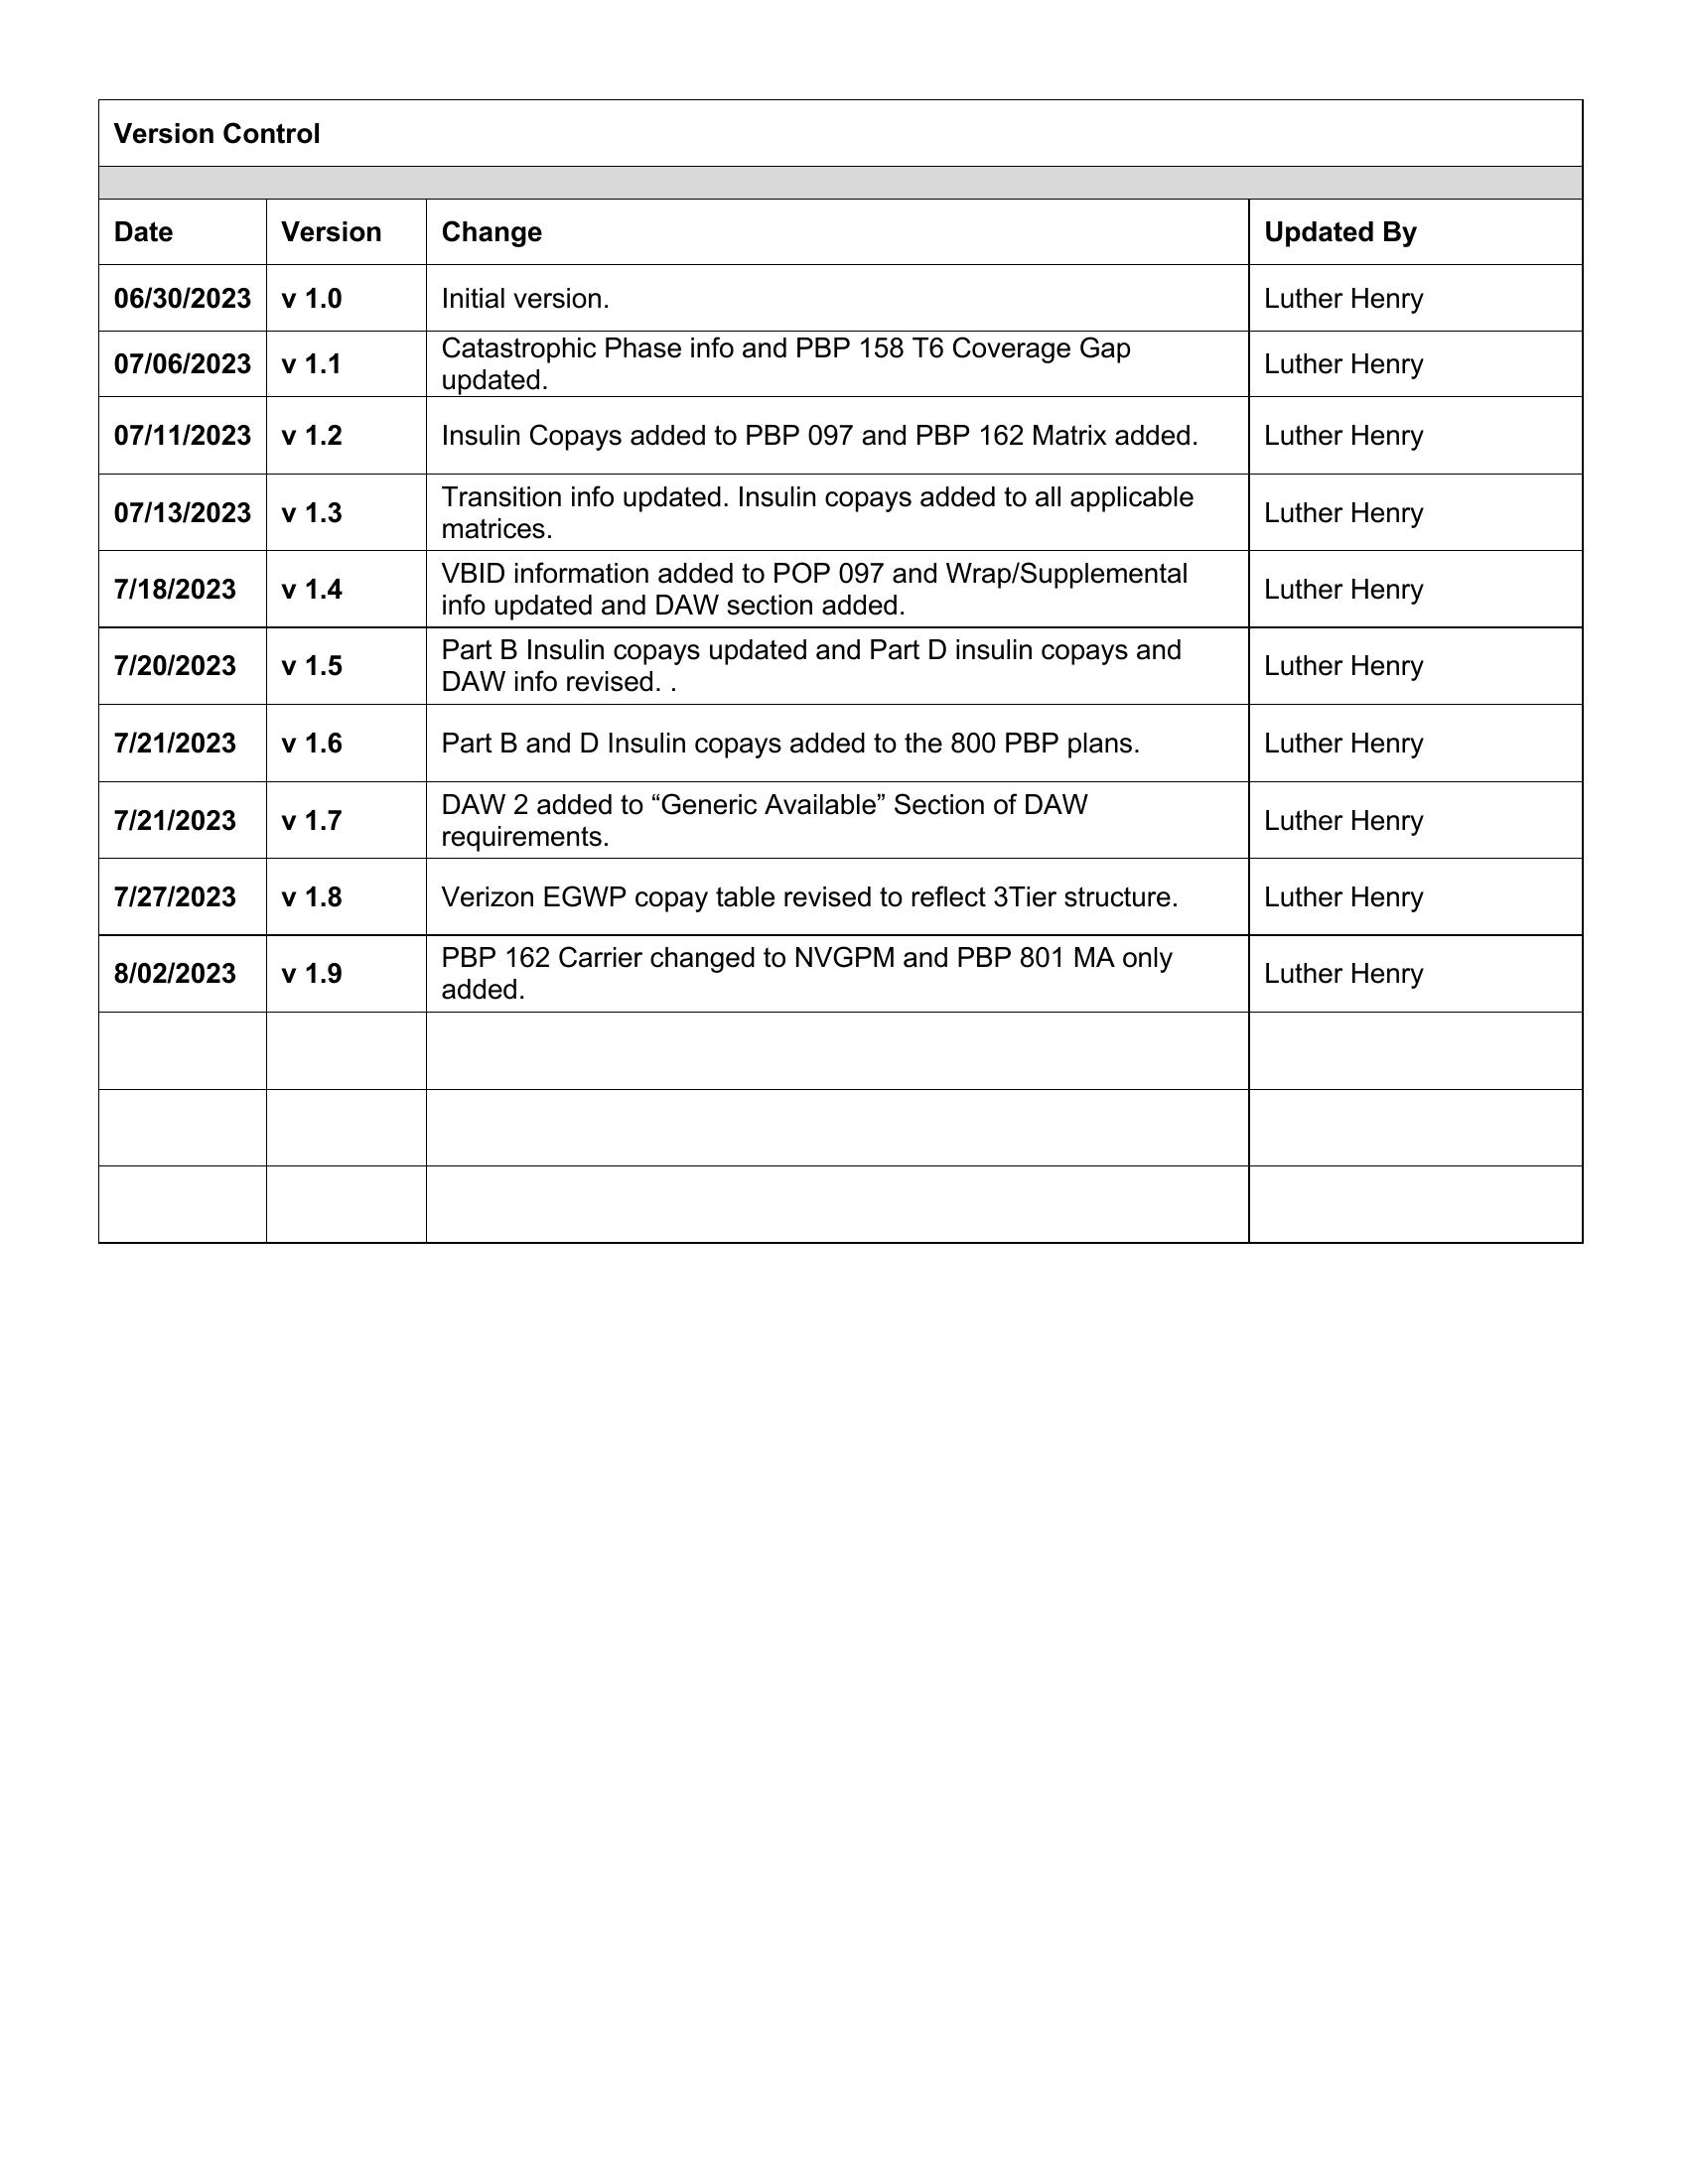 Version Control
Date Version Change Updated By
06/30/2023 v 1.0 Initial version. Luther Henry
07/06/2023 v 1.1 Catastrophic Phase info and PBP 158 T6 Coverage Gap
updated. Luther Henry
07/11/2023 v 1.2 Insulin Copays added to PBP 097 and PBP 162 Matrix added. Luther Henry
07/13/2023 v 1.3 Transition info updated. Insulin copays added to all applicable
matrices. Luther Henry
7/18/2023 v 1.4 VBID information added to POP 097 and Wrap/Supplemental
info updated and DAW section added. Luther Henry
7/20/2023 v 1.5 Part B Insulin copays updated and Part D insulin copays and
DAW info revised. . Luther Henry
7/21/2023 v 1.6 Part B and D Insulin copays added to the 800 PBP plans. Luther Henry
7/21/2023 v 1.7 DAW 2 added to “Generic Available” Section of DAW
requirements. Luther Henry
7/27/2023 v 1.8 Verizon EGWP copay table revised to reflect 3Tier structure. Luther Henry
8/02/2023 v 1.9 PBP 162 Carrier changed to NVGPM and PBP 801 MA only
added. Luther Henry